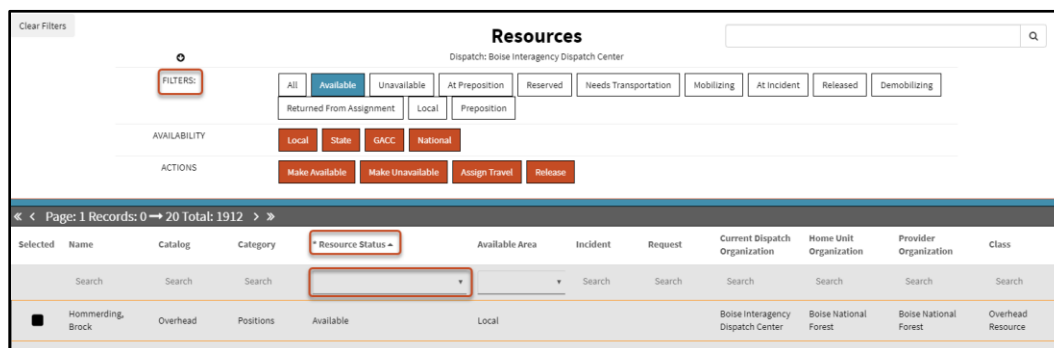 Clear Filters
Resources
Dispatch: Boise Interagency Dispatch Center
FILTERS:
All Available Unavailable At Preposition Reserved Needs Transportation Mobilizing At Incident Released Demobilizing
Returned From Assignment Local Preposition
AVAILABILITY
Local State GACC National
ACTIONS
Make Available Make Unavailable Assign Travel Release
« < Page: 1 Records: 0 → 20 Total: 1912 > »
Selected Name Catalog Category * Resource Status Available Area Incident Request Current Dispatch Organization Home Unit Organization Provider Organization Class
Search Search Search Search Search Search Search Search Search
Hommerding, Brock Overhead Positions Available Local Boise Interagency Dispatch Center Boise National Forest Boise National Forest Overhead Resource